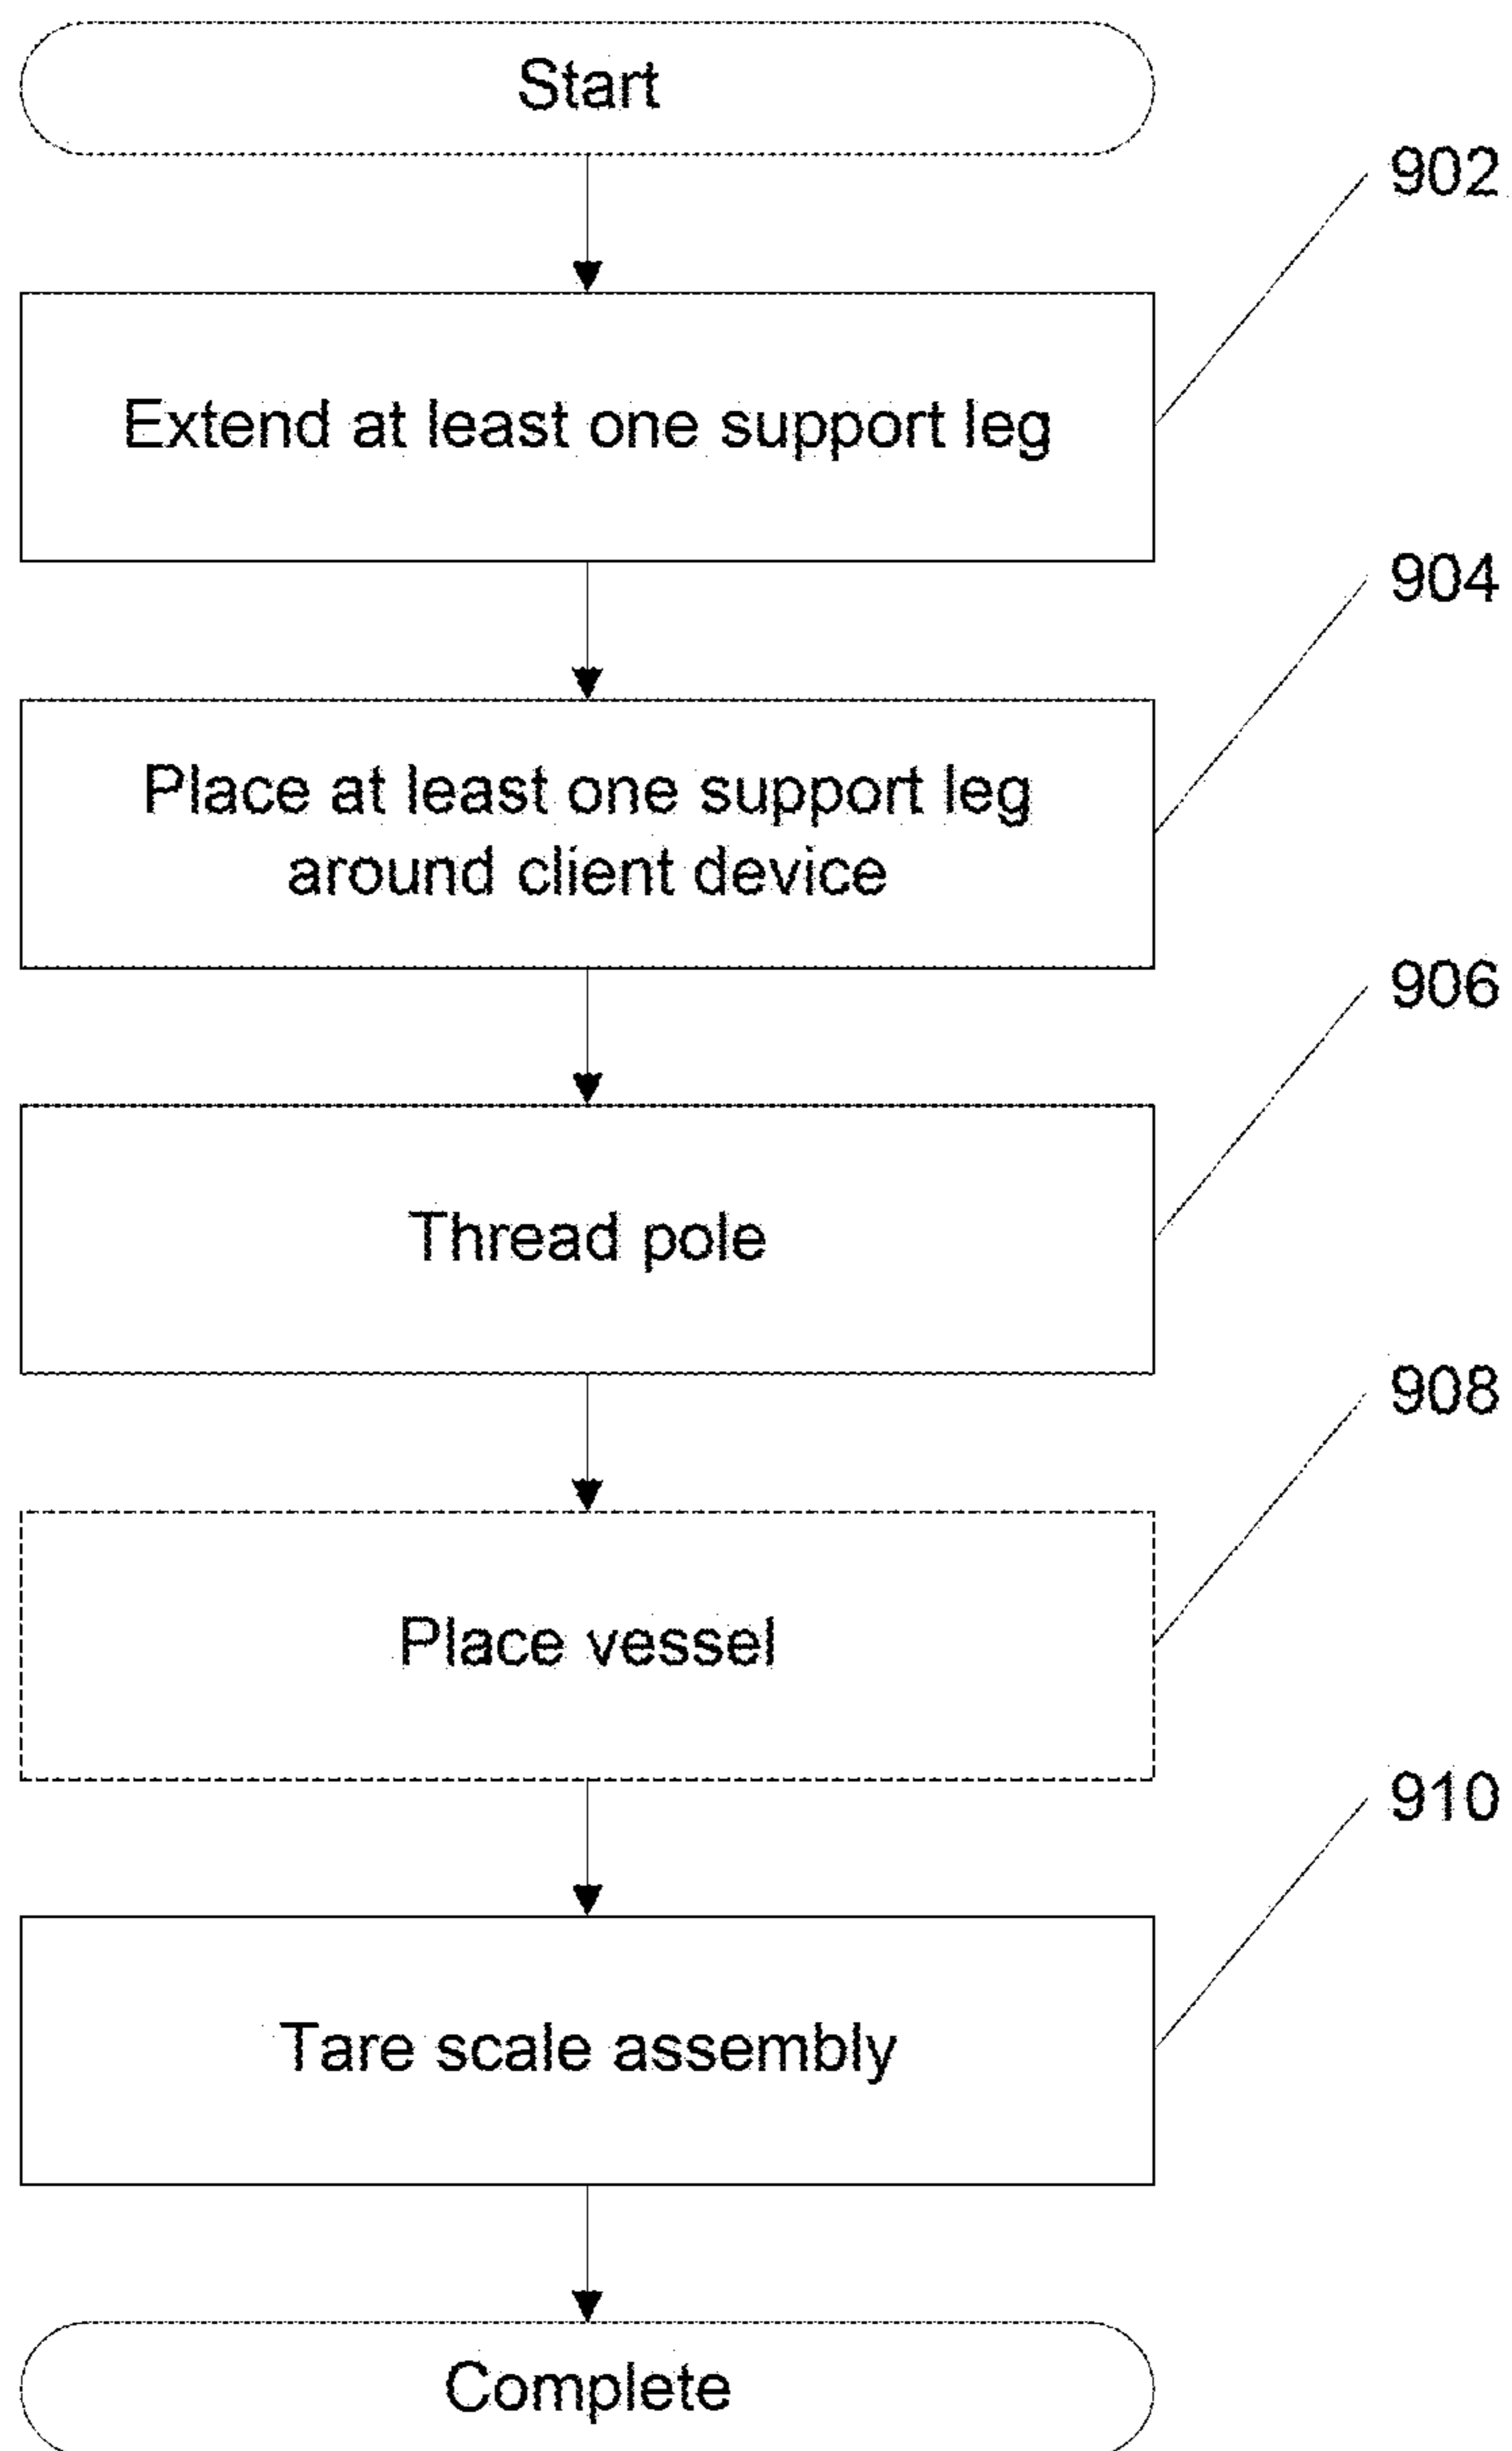 Start
902
Extend at least one support leg
904
Place at least one support leg
around client device
906
Thread pole
908
Place vessel
910
Tare scale assembly
Complete